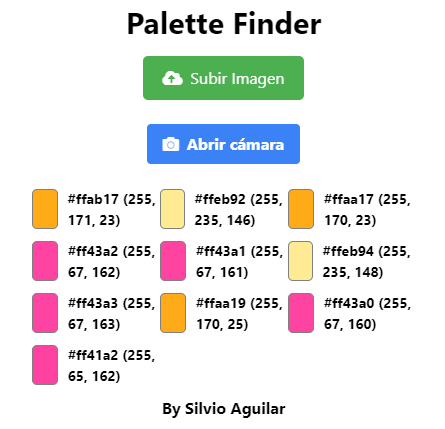 Palette Finder
Subir Imagen
Abrir cámara
#ffab17 (255, 171, 23)
#ffeb92 (255, 235, 146)
#ffaa17 (255, 170, 23)
#ff43a2 (255, 67, 162)
#ff43a1 (255, 67, 161)
#ffeb94 (255, 235, 148)
#ff43a3 (255, 67, 163)
#ffaa19 (255, 170, 25)
#ff43a0 (255, 67, 160)
#ff41a2 (255, 65, 162)
By Silvio Aguilar